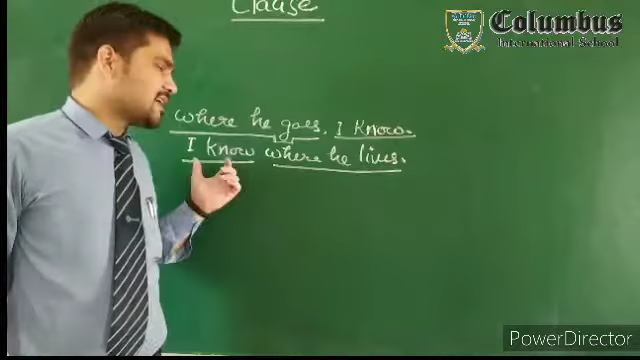 Clause
Columbus
International School
where he goes, I know.
I know where he lives.
PowerDirector